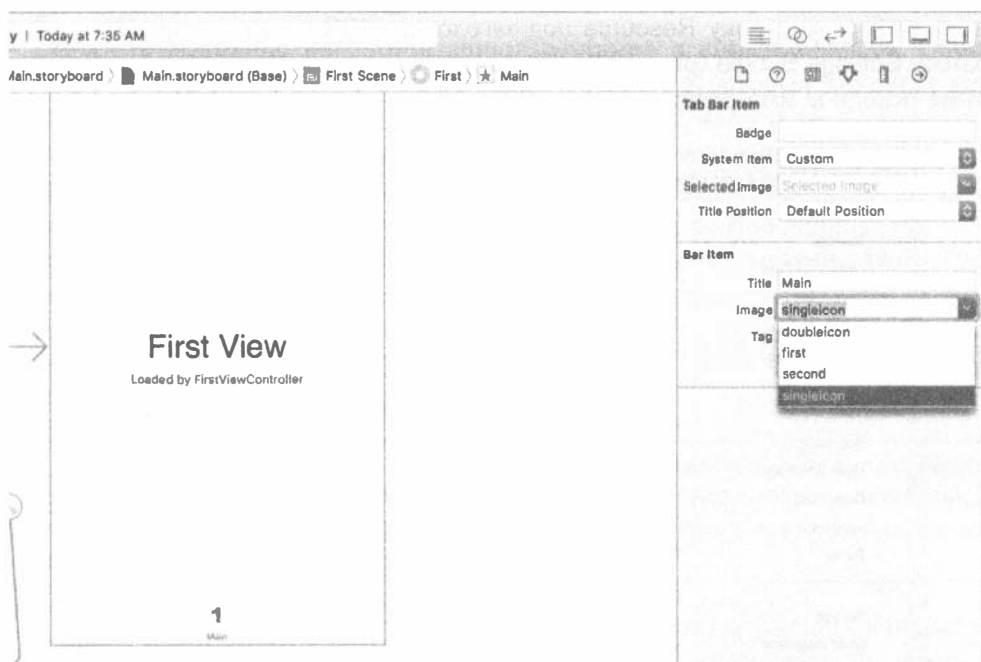 y | Today at 7:35 AM
Main.storyboard 〉 Main.storyboard (Base) 〉 First Scene 〉 First 〉 Main
Tab Bar Item
Badge
System Item Custom
Selected Image Selected Image
Title Position Default Position
Bar Item
Title Main
Image singleicon
Tag
doubleicon
first
second
singleicon
First View
Loaded by FirstViewController
1
Main